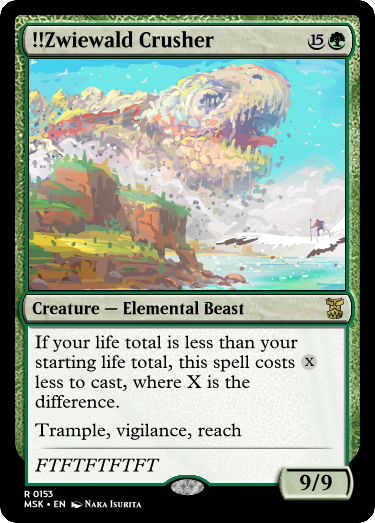 !!Zwiewald Crusher 15
Creature — Elemental Beast
If your life total is less than your
starting life total, this spell costs X
less to cast, where X is the
difference.
Trample, vigilance, reach
FTFTFTFTFT
9/9
R 0153
MSK • EN Naka Isurita